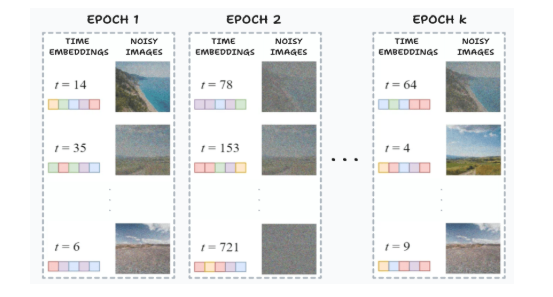 EPOCH 1
TIME EMBEDDINGS
NOISY IMAGES
t = 14
t = 35
t = 6
EPOCH 2
TIME EMBEDDINGS
NOISY IMAGES
t = 78
t = 153
t = 721
...
EPOCH k
TIME EMBEDDINGS
NOISY IMAGES
t = 64
t = 4
t = 9